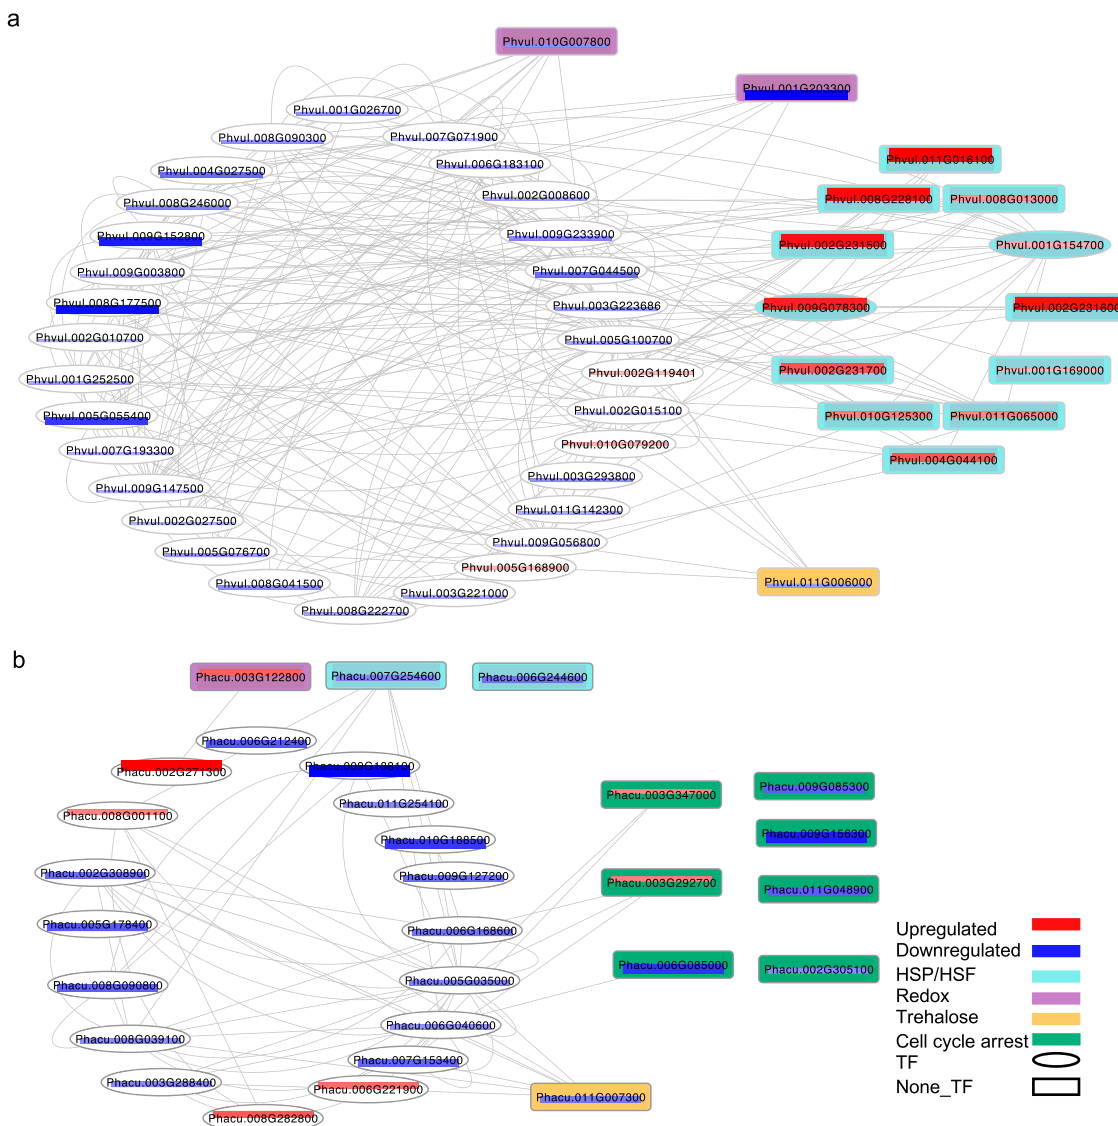 a
Phvul.010G007800
Phvul.001G203300
Phvul.001G026700
Phvul.008G090300
Phvul.007G071900
Phvul.006G183100
Phvul.011G016100
Phvul.004G027500
Phvul.002G008600
Phvul.008G228100
Phvul.008G013000
Phvul.008G246000
Phvul.009G152800
Phvul.009G233900
Phvul.002G231500
Phvul.001G154700
Phvul.009G003800
Phvul.007G044500
Phvul.008G177500
Phvul.003G223686
Phvul.009G078300
Phvul.002G231600
Phvul.002G010700
Phvul.005G100700
Phvul.001G252500
Phvul.002G119401
Phvul.002G231700
Phvul.001G169000
Phvul.005G055400
Phvul.002G015100
Phvul.010G125300
Phvul.011G065000
Phvul.007G193300
Phvul.010G079200
Phvul.004G044100
Phvul.009G147500
Phvul.003G293800
Phvul.002G027500
Phvul.011G142300
Phvul.005G076700
Phvul.009G056800
Phvul.008G041500
Phvul.005G168900
Phvul.011G006000
Phvul.003G221000
Phvul.008G222700
b
Phacu.003G122800
Phacu.007G254600
Phacu.006G244600
Phacu.006G212400
Phacu.002G271300
Phacu.009G188100
Phacu.008G001100
Phacu.011G254100
Phacu.003G347000
Phacu.009G085300
Phacu.010G188500
Phacu.009G156300
Phacu.002G308900
Phacu.009G127200
Phacu.003G292700
Phacu.011G048900
Phacu.005G178400
Phacu.006G168600
Phacu.008G090800
Phacu.005G035000
Phacu.006G085000
Phacu.002G305100
Phacu.008G039100
Phacu.006G040600
Phacu.003G288400
Phacu.007G153400
Phacu.006G221900
Phacu.011G007300
Phacu.008G282800
Upregulated
Downregulated
HSP/HSF
Redox
Trehalose
Cell cycle arrest
TF
None_TF